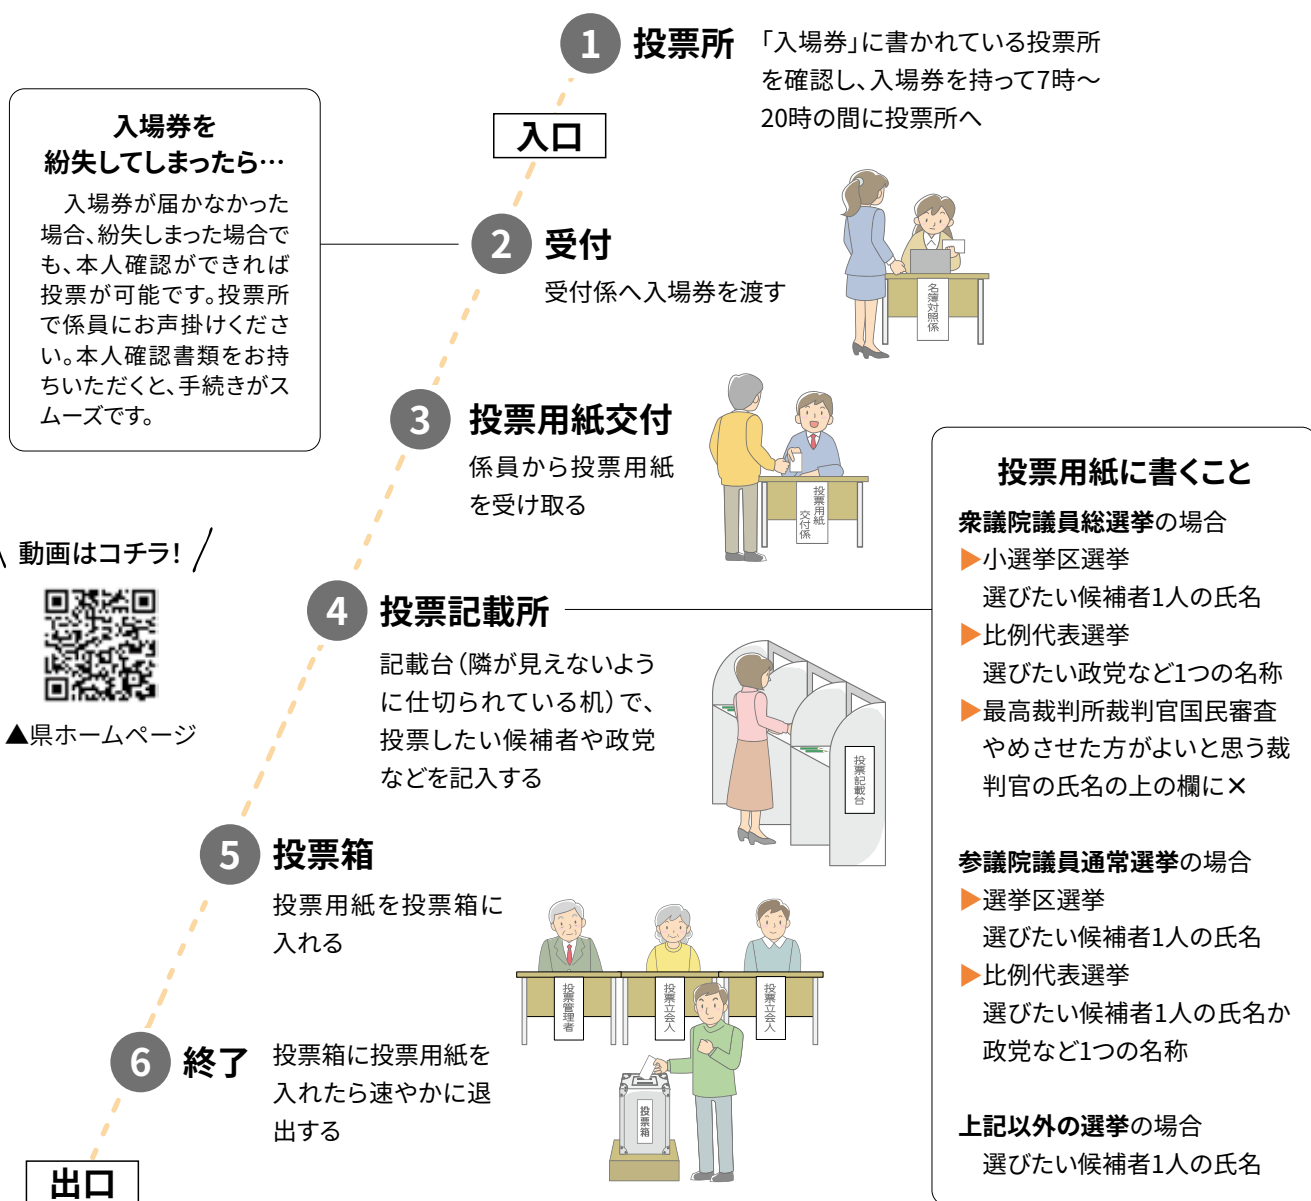 1 投票所
「入場券」に書かれている投票所
を確認し、入場券を持って7時～
20時の間に投票所へ
入口
入場券を
紛失してしまったら…
入場券が届かなかった
場合、紛失しまった場合で
も、本人確認ができれば
投票が可能です。投票所
で係員にお声掛けくださ
い。本人確認書類をお持
ちいただくと、手続きがス
ムーズです。
2 受付
受付係へ入場券を渡す
名簿対照係
3 投票用紙交付
係員から投票用紙
を受け取る
投票用紙
交付係
動画はコチラ!
▲県ホームページ
4 投票記載所
記載台(隣が見えないよう
に仕切られている机)で、
投票したい候補者や政党
などを記入する
投票記載台
投票用紙に書くこと
衆議院議員総選挙の場合
▶小選挙区選挙
選びたい候補者1人の氏名
▶比例代表選挙
選びたい政党など1つの名称
▶最高裁判所裁判官国民審査
やめさせた方がよいと思う裁
判官の氏名の上の欄に×
参議院議員通常選挙の場合
▶選挙区選挙
選びたい候補者1人の氏名
▶比例代表選挙
選びたい候補者1人の氏名か
政党など1つの名称
上記以外の選挙の場合
選びたい候補者1人の氏名
5 投票箱
投票用紙を投票箱に
入れる
投票管理者
投票立会人
投票立会人
投票箱
6 終了
投票箱に投票用紙を
入れたら速やかに退
出する
出口